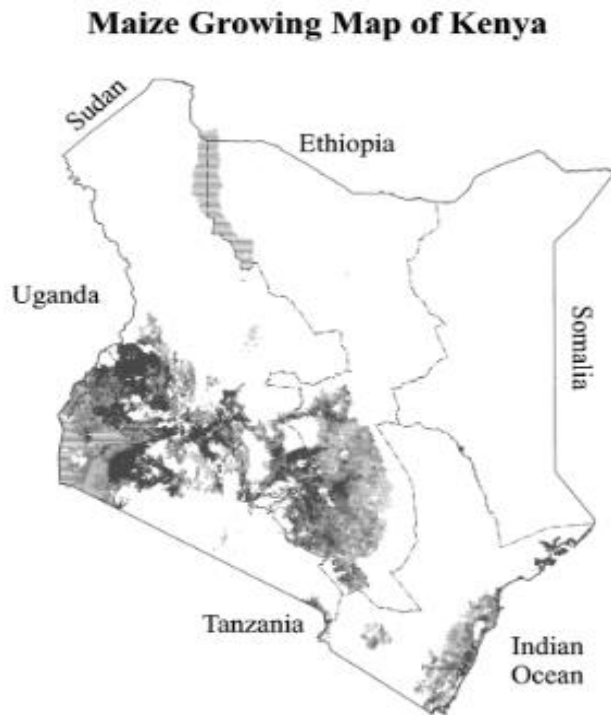 Maize Growing Map of Kenya
Sudan
Ethiopia
Uganda
Somalia
Tanzania
Indian
Ocean